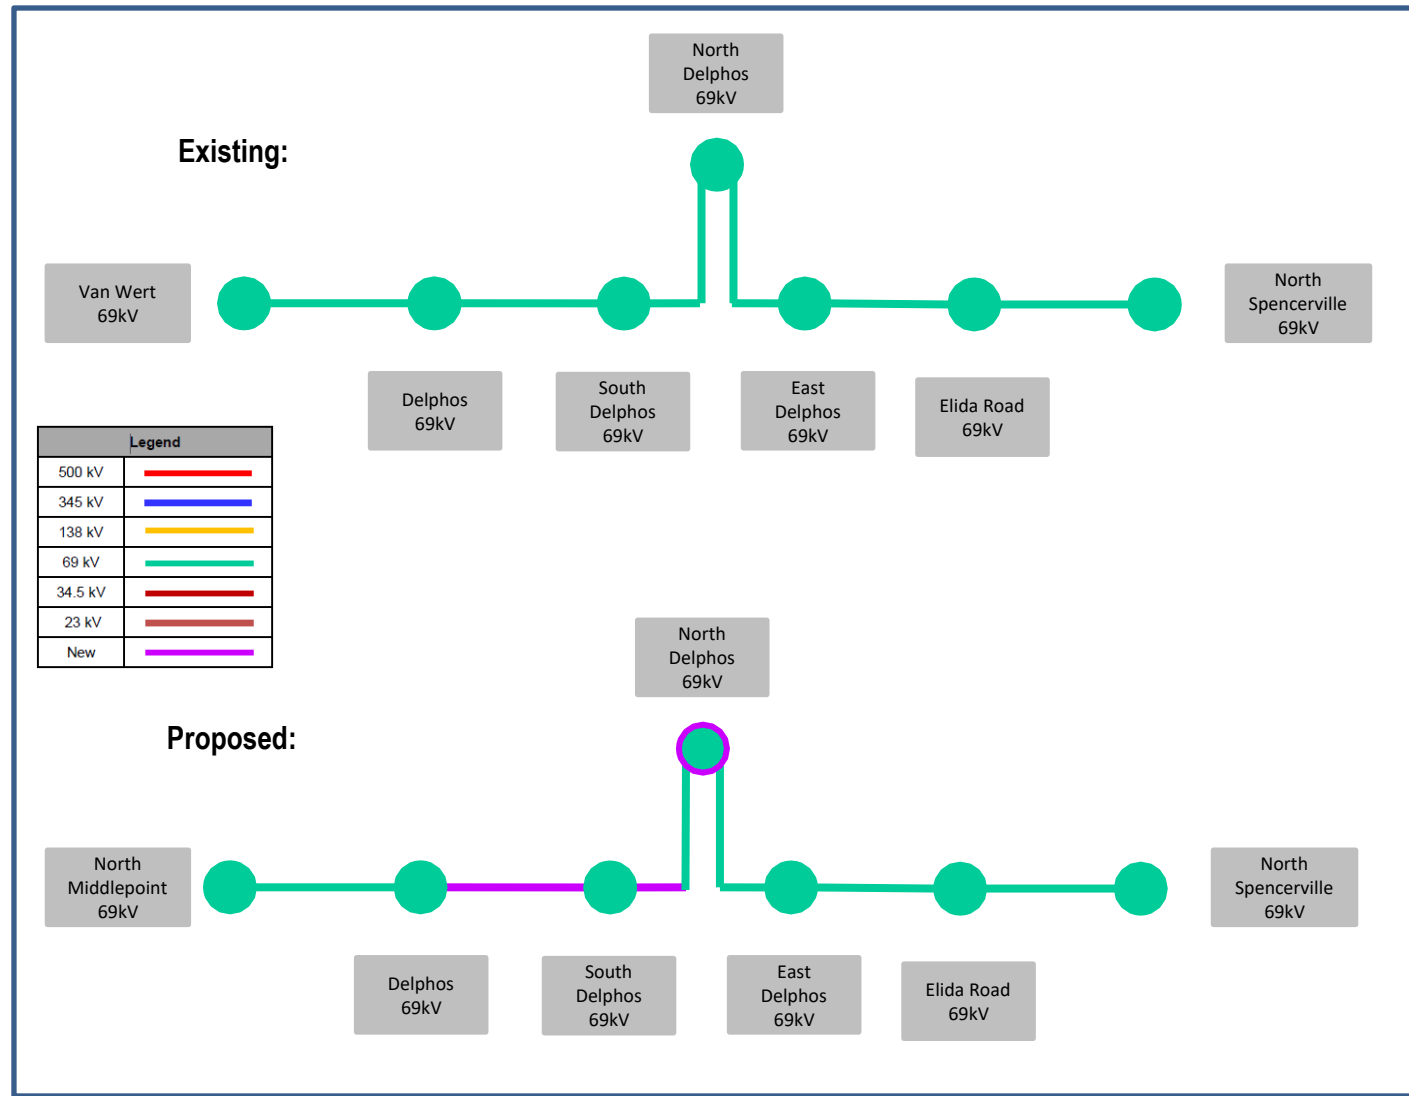 North
Delphos
69kV
Existing:
Van Wert
69kV
North
Spencerville
69kV
Delphos
69kV
South
Delphos
69kV
East
Delphos
69kV
Elida Road
69kV
Legend
500 kV
345 kV
138 kV
69 kV
34.5 kV
23 kV
New
North
Delphos
69kV
Proposed:
North
Middlepoint
69kV
North
Spencerville
69kV
Delphos
69kV
South
Delphos
69kV
East
Delphos
69kV
Elida Road
69kV